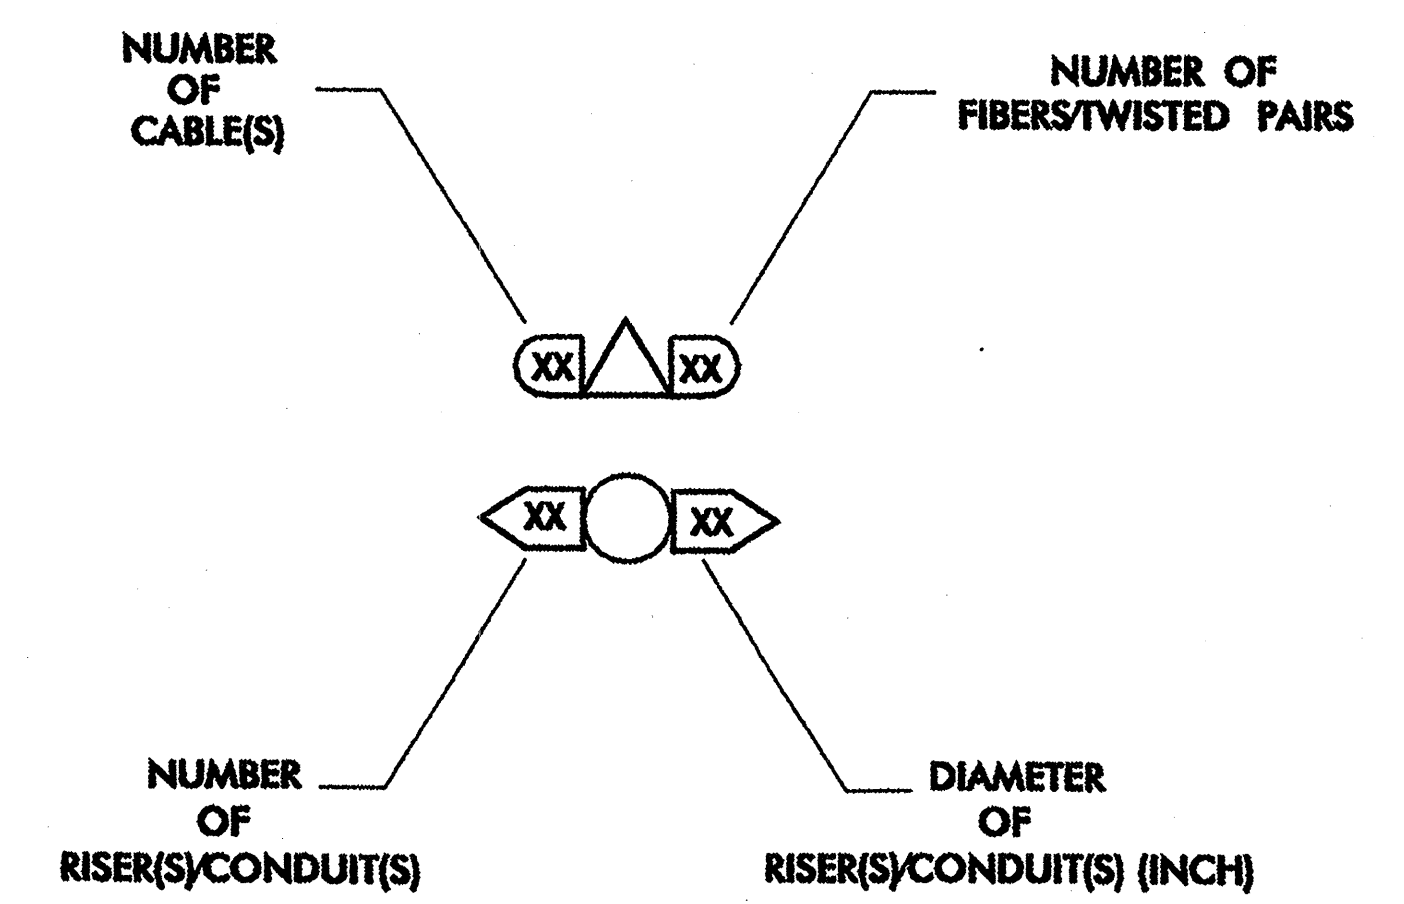 NUMBER
OF
CABLE(S)
NUMBER OF
FIBERS/TWISTED PAIRS
XX
XX
XX
XX
NUMBER
OF
RISER(S)/CONDUIT(S)
DIAMETER
OF
RISER(S)/CONDUIT(S) (INCH)